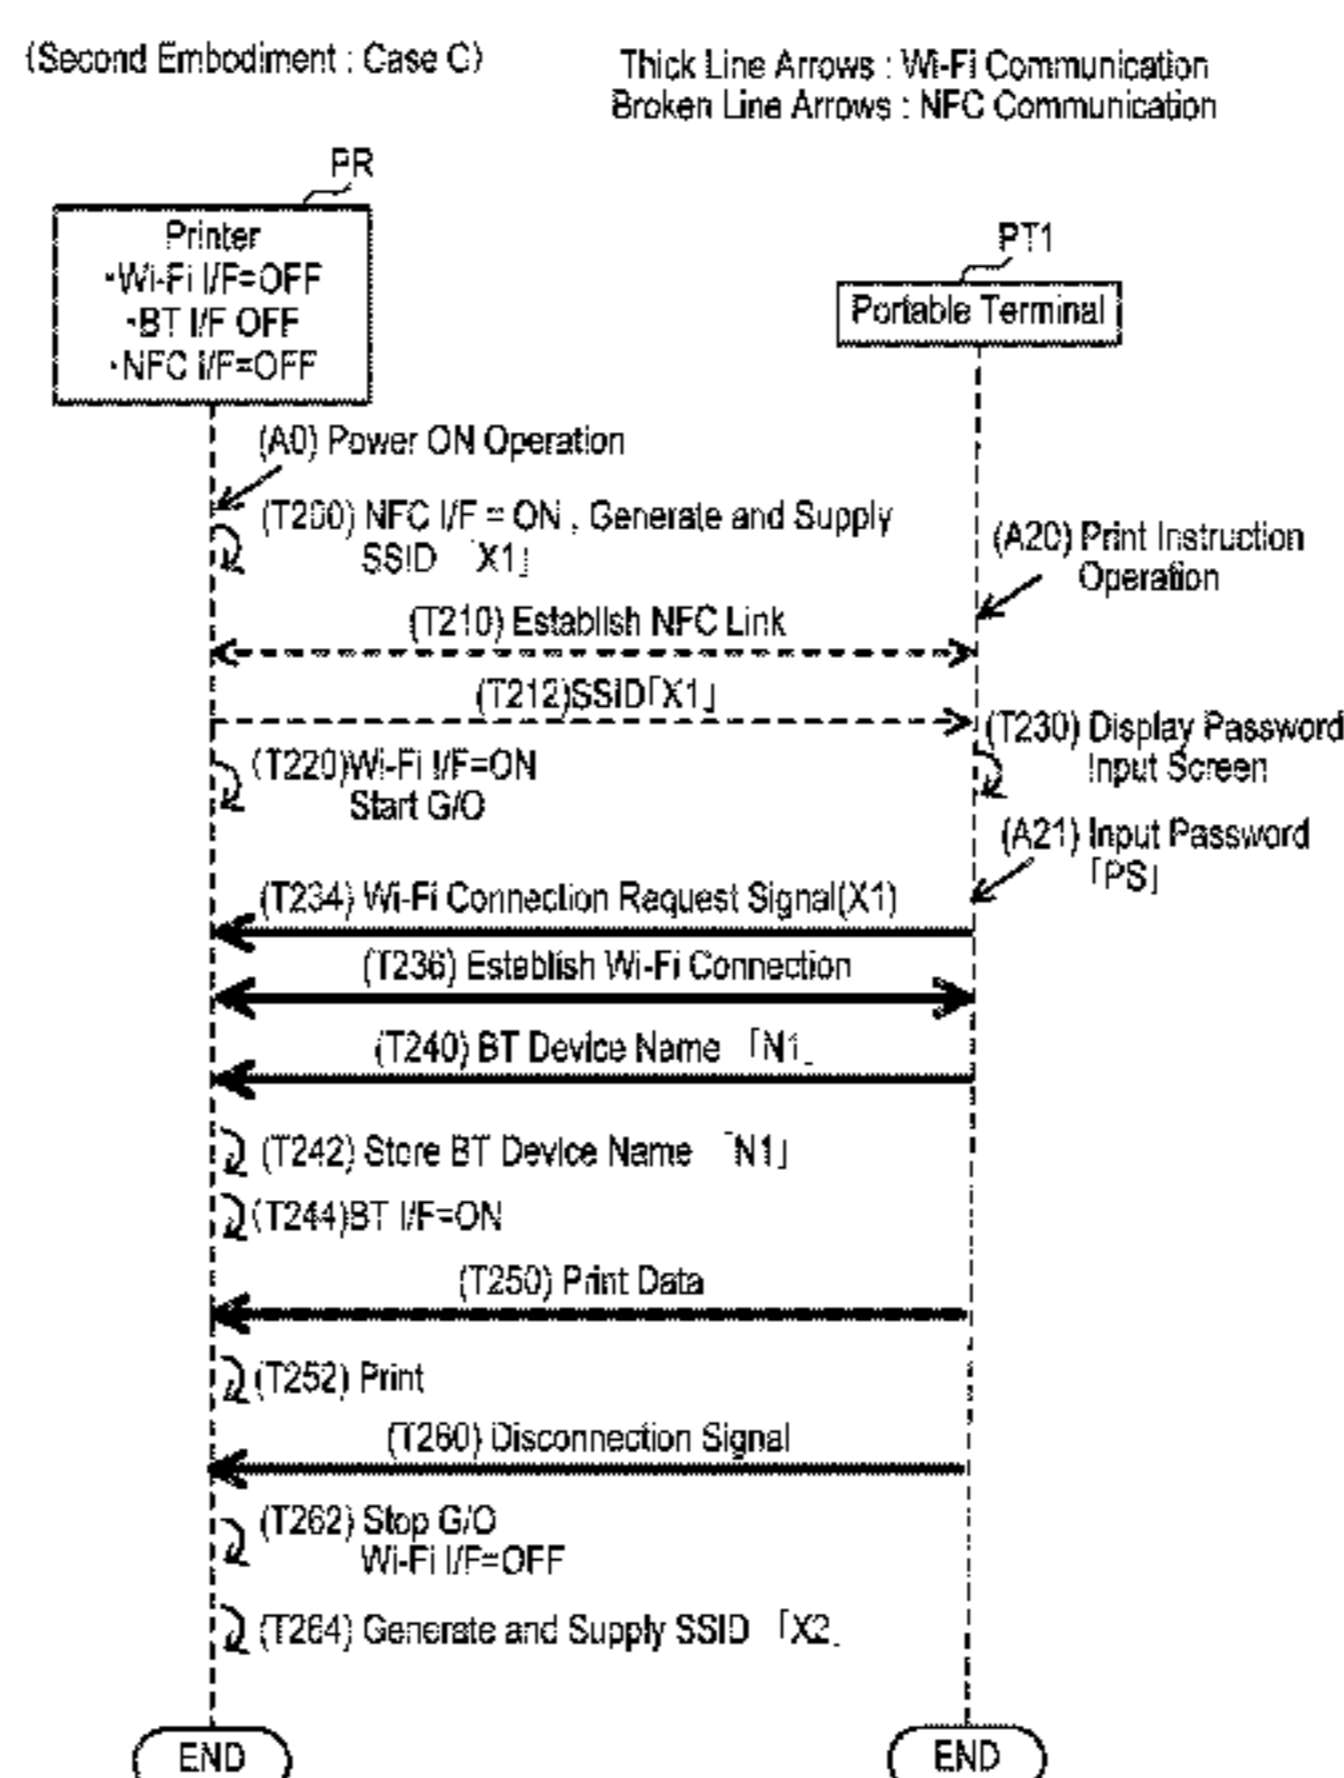 (Second Embodiment : Case C)
Thick Line Arrows : Wi-Fi Communication
Broken Line Arrows : NFC Communication
PR
Printer
•Wi-Fi I/F=OFF
•BT I/F OFF
•NFC I/F=OFF
PT1
Portable Terminal
(A0) Power ON Operation
(T200) NFC I/F = ON , Generate and Supply
SSID 「X1」
(A20) Print Instruction
Operation
(T210) Establish NFC Link
(T212)SSID「X1」
(T230) Display Password
Input Screen
(T220)Wi-Fi I/F=ON
Start G/O
(A21) Input Password
「PS」
(T234) Wi-Fi Connection Request Signal(X1)
(T236) Establish Wi-Fi Connection
(T240) BT Device Name 「N1」
(T242) Store BT Device Name 「N1」
(T244)BT I/F=ON
(T250) Print Data
(T252) Print
(T260) Disconnection Signal
(T262) Stop G/O
Wi-Fi I/F=OFF
(T264) Generate and Supply SSID 「X2」
END
END